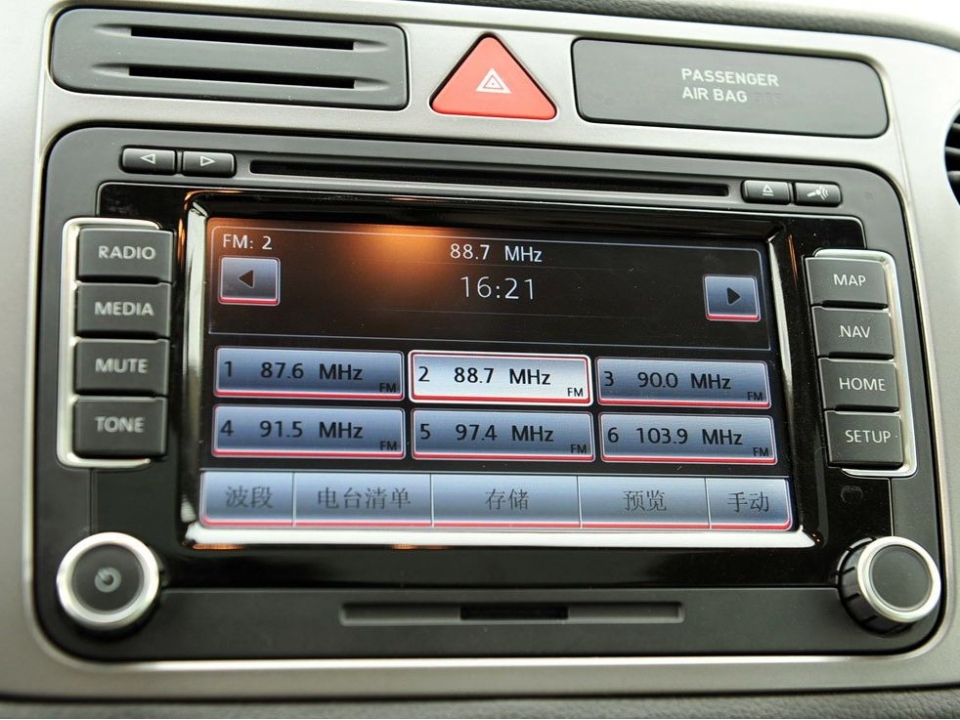 PASSENGER
AIR BAG
RADIO
MEDIA
MUTE
TONE
FM: 2
88.7 MHz
16:21
1 87.6 MHz FM
2 88.7 MHz FM
3 90.0 MHz FM
4 91.5 MHz FM
5 97.4 MHz FM
6 103.9 MHz FM
波段 电台清单 存储 预览 手动
MAP
NAV
HOME
SETUP